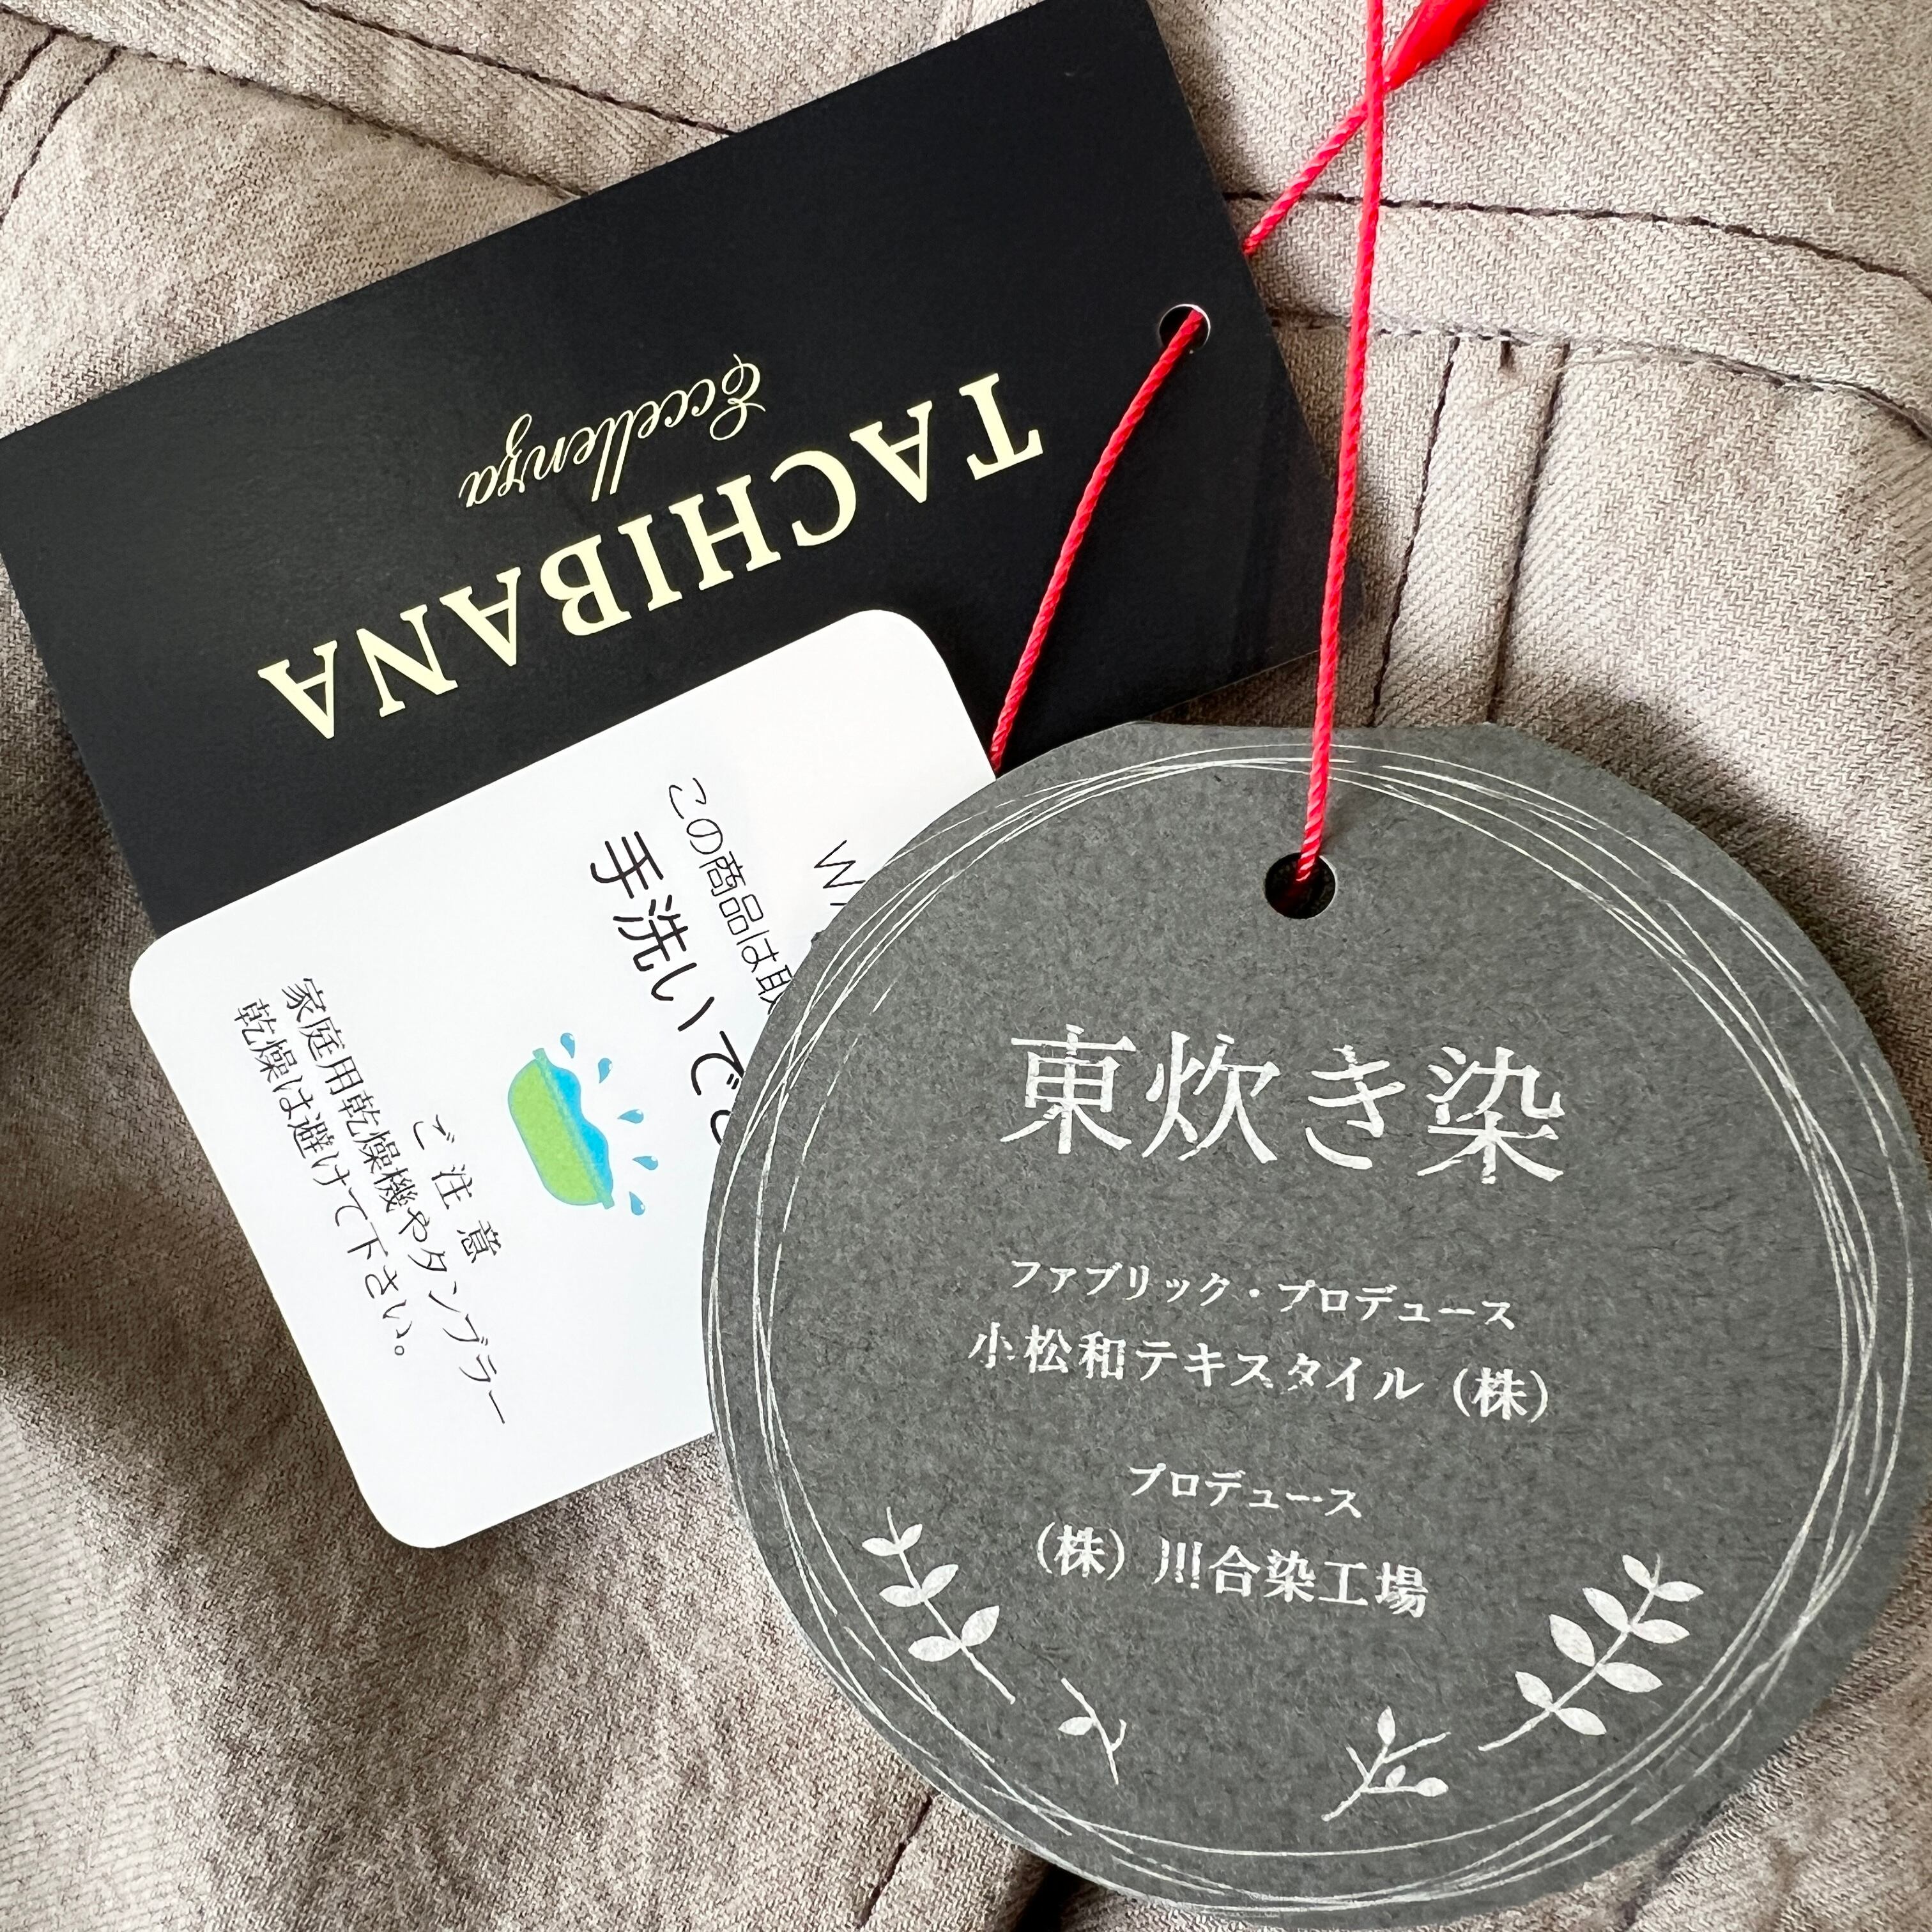 TACHIBANA
Eccellenza
この商品は取
手洗いで
ご注意
家庭用乾燥機やタンブラー
乾燥は避けて下さい。
東炊き染
ファブリック・プロデュース
小松和テキスタイル（株）
プロデュース
（株）川合染工場